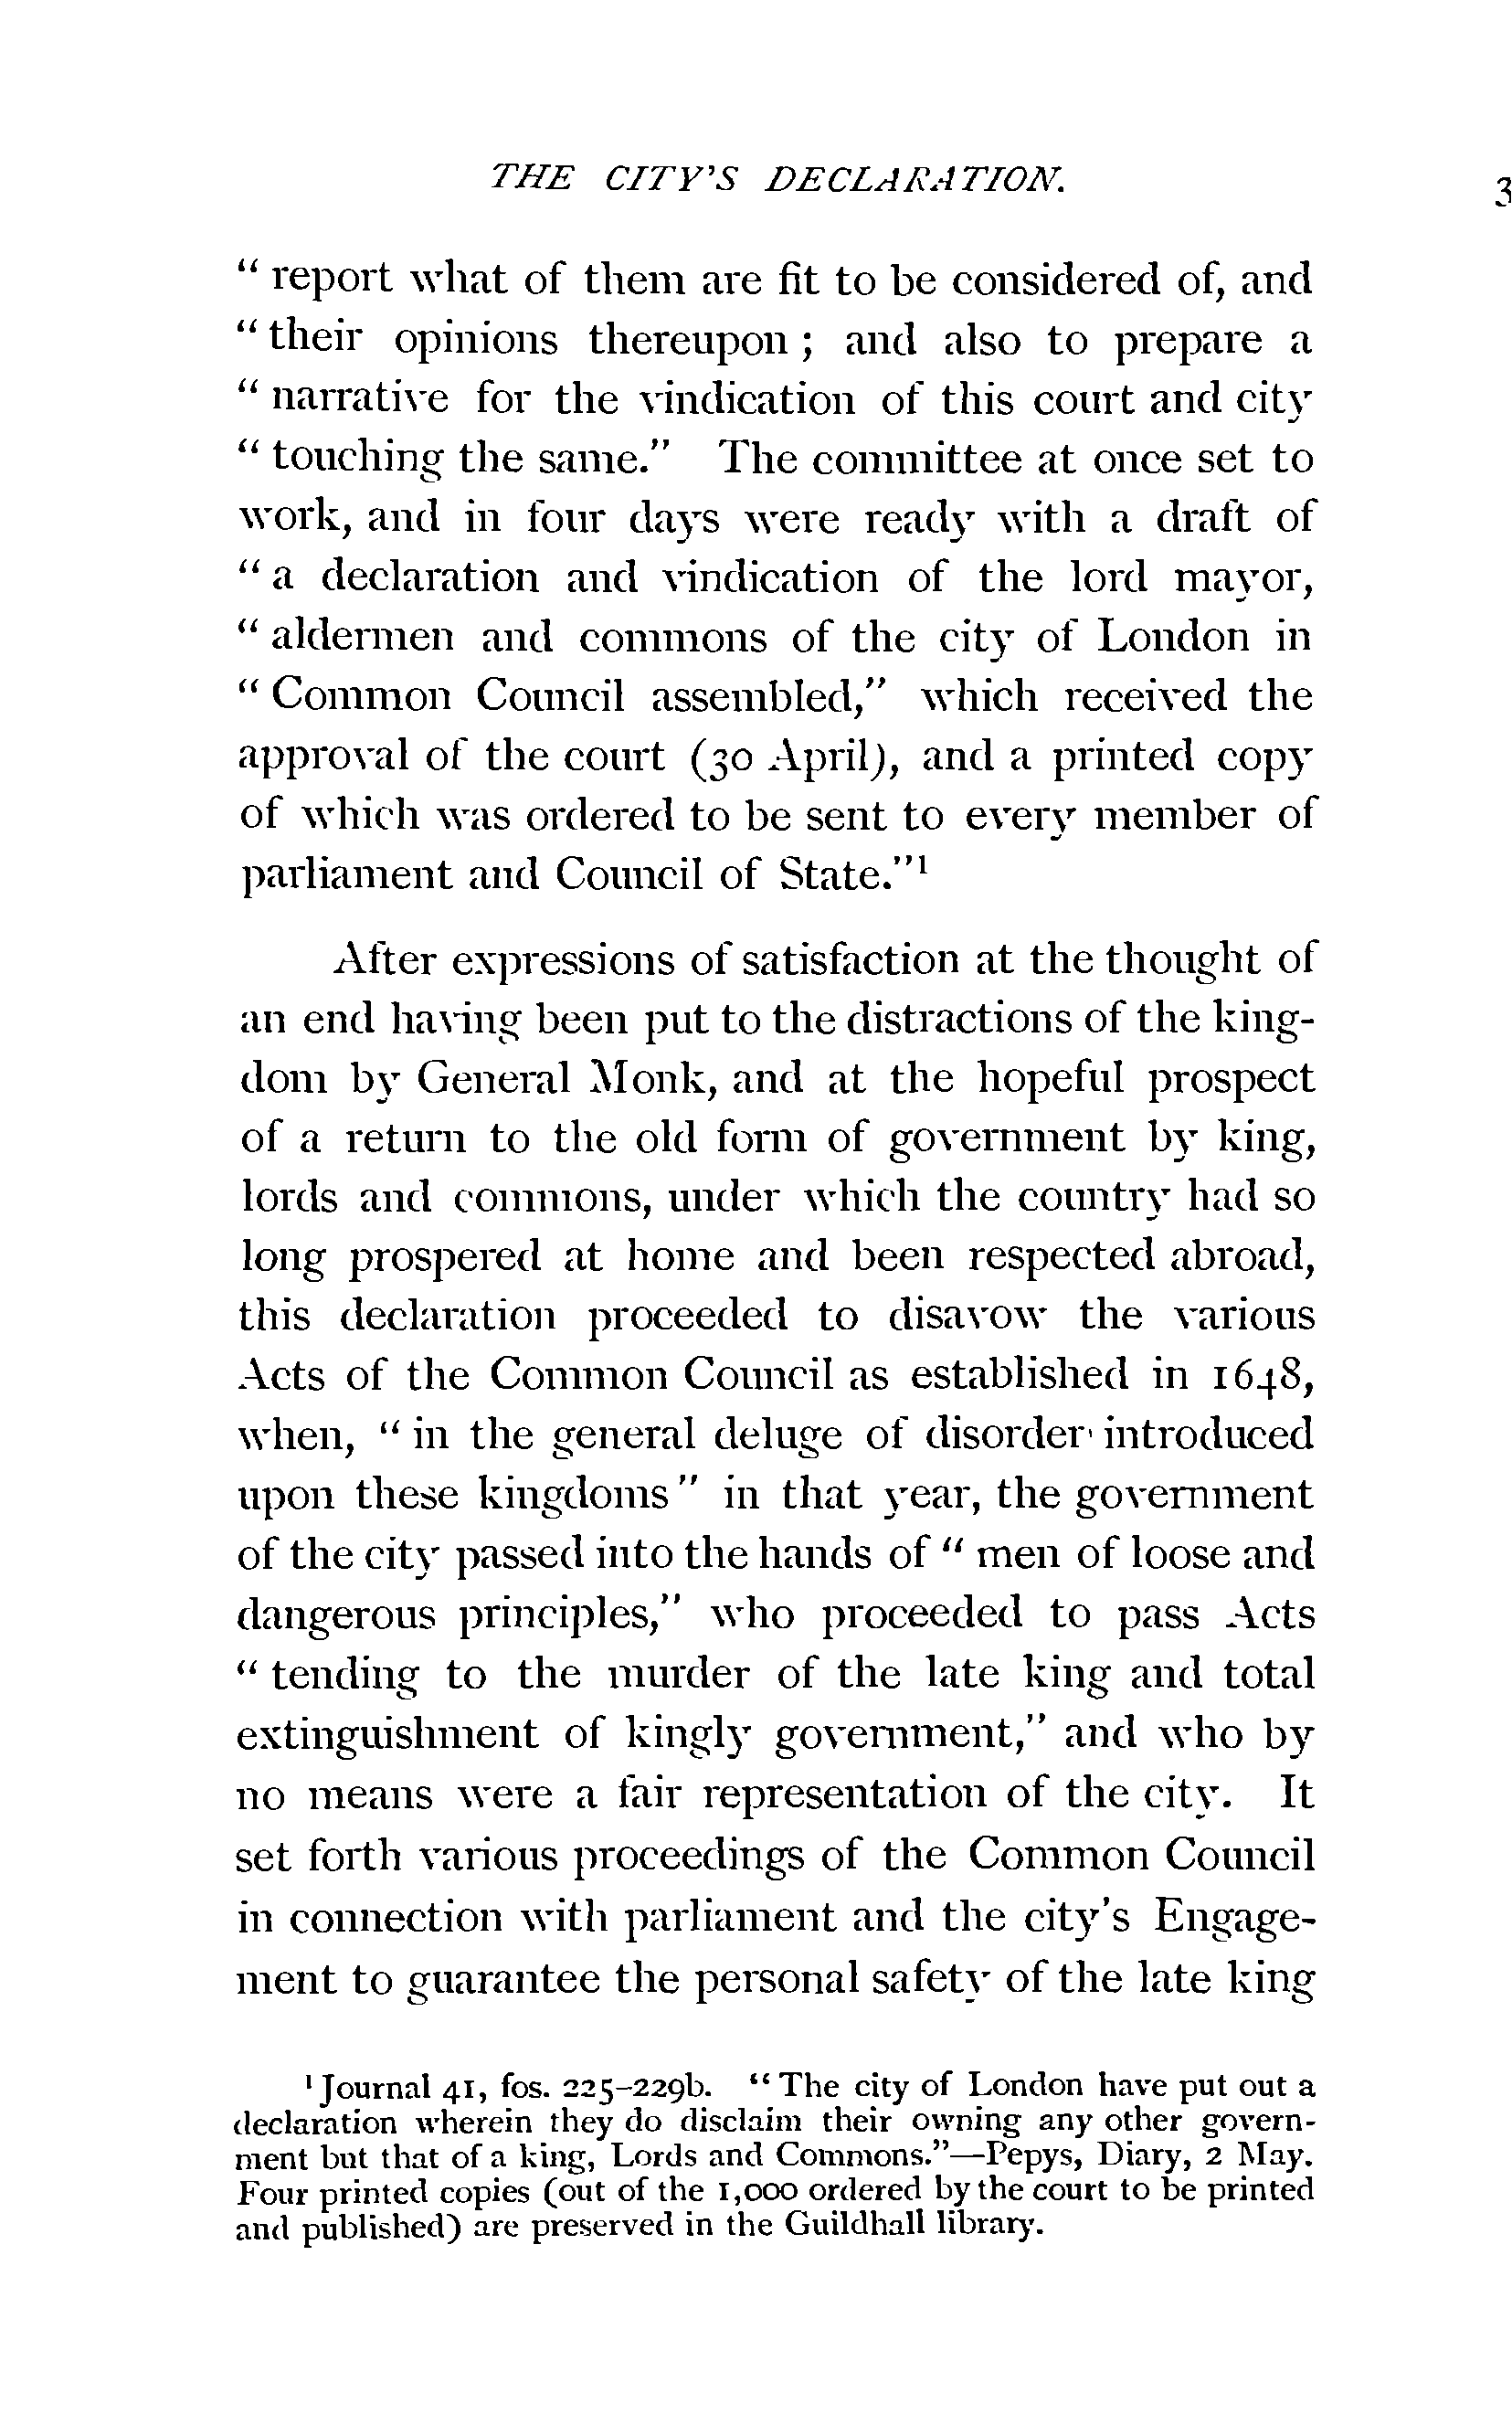 THE CITY'S DECLARATION. 3
“ report what of them are fit to be considered of, and
“ their opinions thereupon ; and also to prepare a
“ narrative for the vindication of this court and city
“ touching the same.” The committee at once set to
work, and in four days were ready with a draft of
“ a declaration and vindication of the lord mayor,
“ aldermen and commons of the city of London in
“ Common Council assembled,” which received the
approval of the court (30 April), and a printed copy
of which was ordered to be sent to every member of
parliament and Council of State.”¹
After expressions of satisfaction at the thought of
an end having been put to the distractions of the king-
dom by General Monk, and at the hopeful prospect
of a return to the old form of government by king,
lords and commons, under which the country had so
long prospered at home and been respected abroad,
this declaration proceeded to disavow the various
Acts of the Common Council as established in 1648,
when, “ in the general deluge of disorder introduced
upon these kingdoms ” in that year, the government
of the city passed into the hands of “ men of loose and
dangerous principles,” who proceeded to pass Acts
“ tending to the murder of the late king and total
extinguishment of kingly government,” and who by
no means were a fair representation of the city. It
set forth various proceedings of the Common Council
in connection with parliament and the city's Engage-
ment to guarantee the personal safety of the late king
¹ Journal 41, fos. 225-229b. “ The city of London have put out a
declaration wherein they do disclaim their owning any other govern-
ment but that of a king, Lords and Commons.”—Pepys, Diary, 2 May.
Four printed copies (out of the 1,000 ordered by the court to be printed
and published) are preserved in the Guildhall library.